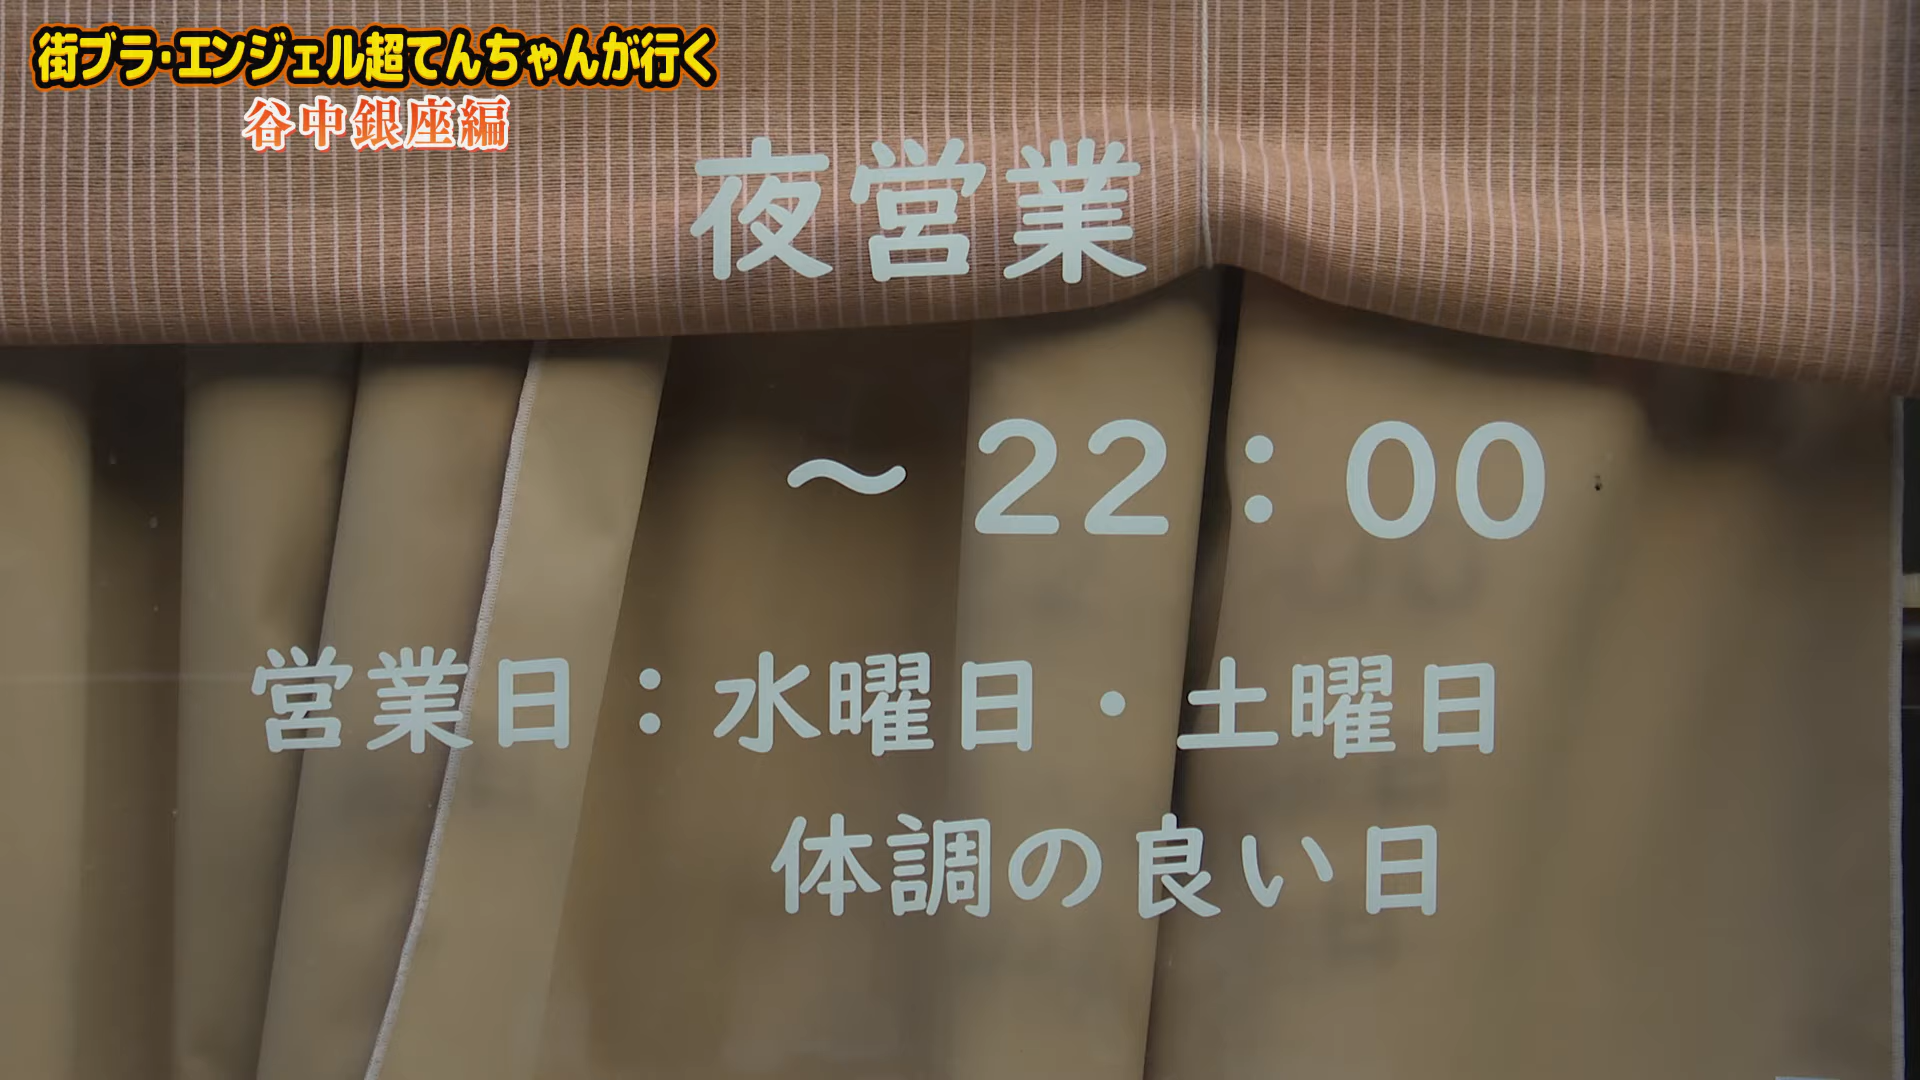 街ブラ・エンジェル超てんちゃんが行く
谷中銀座編
夜営業
～22：00
営業日：水曜日・土曜日
体調の良い日